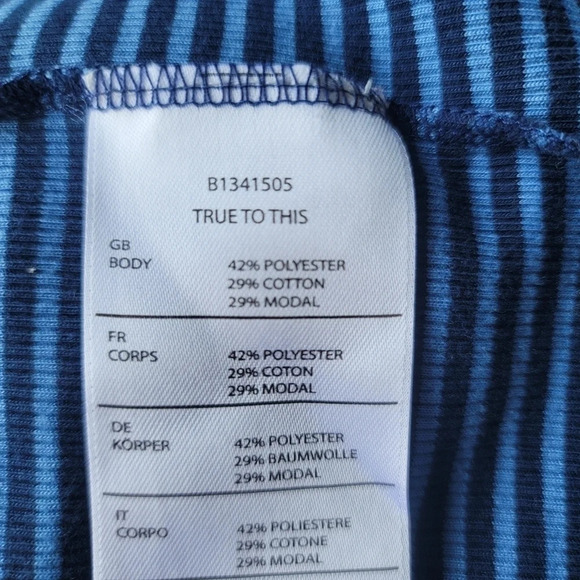 B1341505
TRUE TO THIS
GB
BODY
42% POLYESTER
29% COTTON
29% MODAL
FR
CORPS
42% POLYESTER
29% COTON
29% MODAL
DE
KÖRPER
42% POLYESTER
29% BAUMWOLLE
29% MODAL
IT
CORPO
42% POLIESTERE
29% COTONE
29% MODAL